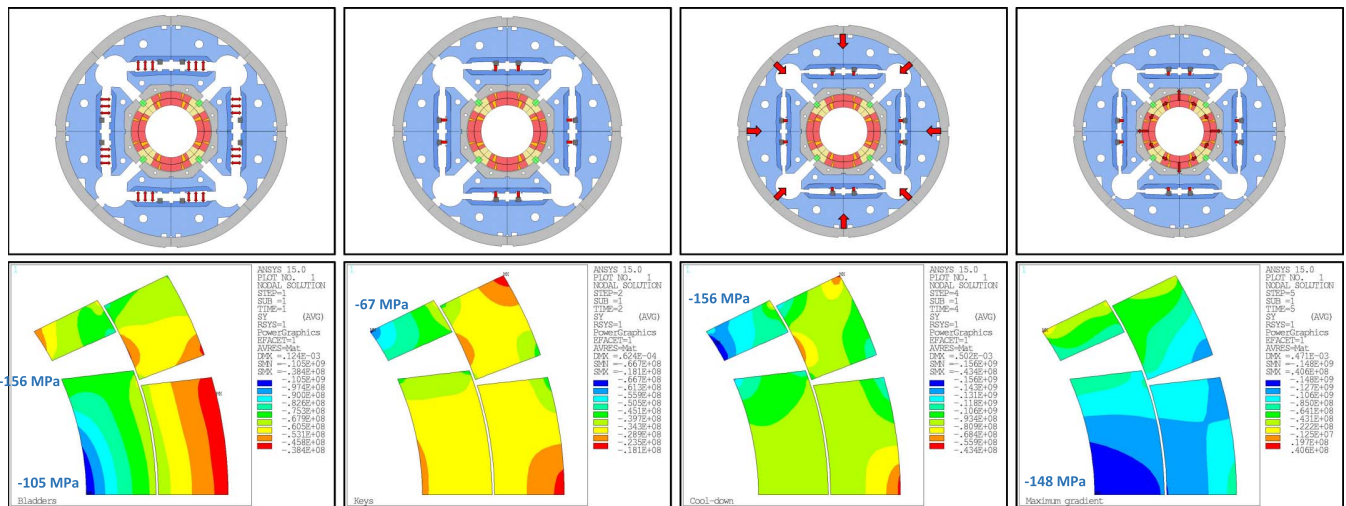 1
ANSYS 15.0
PLOT NO. 1
NODAL SOLUTION
STEP=1
SUB =1
TIME=1
SY (AVG)
RSYS=1
PowerGraphics
EFACET=1
AVRES=Mat
DMX =.124E-03
SMN =-.105E+09
SMX =-.384E+08
-.105E+09
-.974E+08
-.900E+08
-.826E+08
-.753E+08
-.679E+08
-.605E+08
-.531E+08
-.458E+08
-.384E+08
MX
-156 MPa
-105 MPa
Bladders
1
-67 MPa
MX
ANSYS 15.0
PLOT NO. 1
NODAL SOLUTION
STEP=2
SUB =1
TIME=2
SY (AVG)
RSYS=1
PowerGraphics
EFACET=1
AVRES=Mat
DMX =.624E-04
SMN =-.667E+08
SMX =-.181E+08
-.667E+08
-.613E+08
-.559E+08
-.505E+08
-.451E+08
-.397E+08
-.343E+08
-.289E+08
-.235E+08
-.181E+08
Keys
1
-156 MPa
MX
ANSYS 15.0
PLOT NO. 1
NODAL SOLUTION
STEP=4
SUB =1
TIME=4
SY (AVG)
RSYS=1
PowerGraphics
EFACET=1
AVRES=Mat
DMX =.502E-03
SMN =-.156E+09
SMX =-.434E+08
-.156E+09
-.143E+09
-.131E+09
-.118E+09
-.106E+09
-.934E+08
-.809E+08
-.684E+08
-.559E+08
-.434E+08
Cool-down
1
MX
ANSYS 15.0
PLOT NO. 1
NODAL SOLUTION
STEP=5
SUB =1
TIME=5
SY (AVG)
RSYS=1
PowerGraphics
EFACET=1
AVRES=Mat
DMX =.471E-03
SMN =-.148E+09
SMX =.406E+08
-.148E+09
-.127E+09
-.106E+09
-.850E+08
-.641E+08
-.431E+08
-.222E+08
-.125E+07
.197E+08
.406E+08
-148 MPa
Maximum gradient